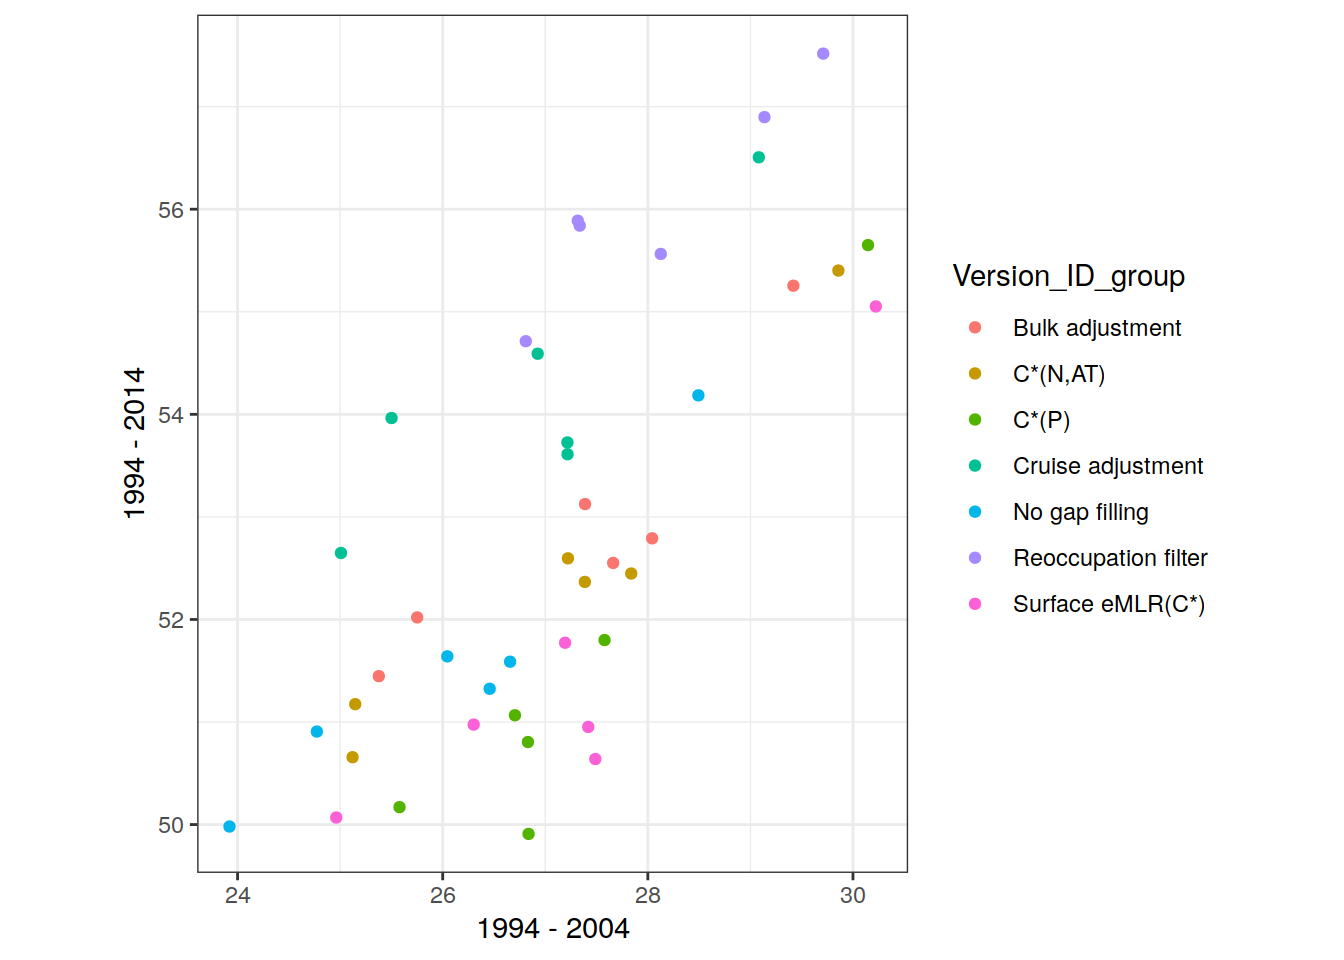 56
54
52
50
24
26
28
30
1994 - 2004
1994 - 2014
Version_ID_group
Bulk adjustment
C*(N,AT)
C*(P)
Cruise adjustment
No gap filling
Reoccupation filter
Surface eMLR(C*)